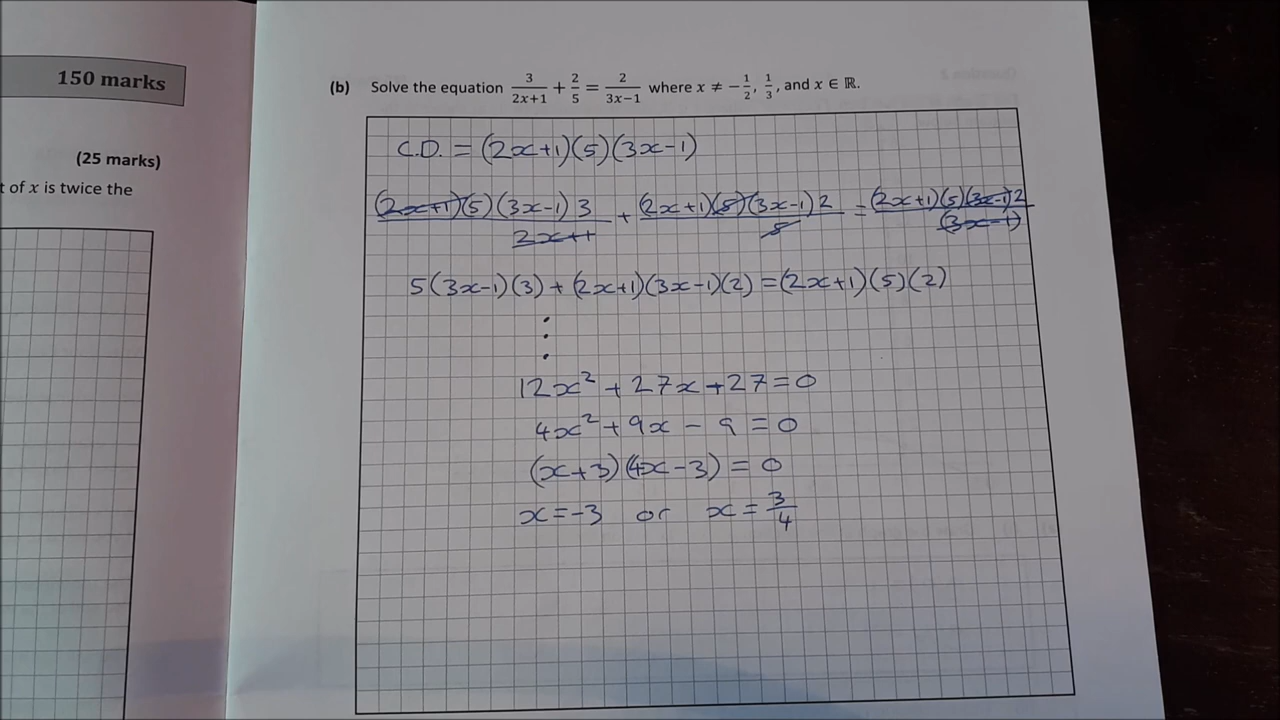 150 marks
(25 marks)
t of x is twice the
(b) Solve the equation 3/(2x+1) + 2/5 = 2/(3x−1) where x ≠ −1/2, 1/3, and x ∈ ℝ.
C.D. = (2x+1)(5)(3x-1)
(2x+1)(5)(3x-1)3/2x+1 + (2x+1)(5)(3x-1)2/5 = (2x+1)(5)(3x-1)2/(3x-1)
5(3x-1)(3) + (2x+1)(3x-1)(2) = (2x+1)(5)(2)
⋮
12x² + 27x + 27 = 0
4x² + 9x - 9 = 0
(x+3)(4x-3) = 0
x = -3 or x = 3/4